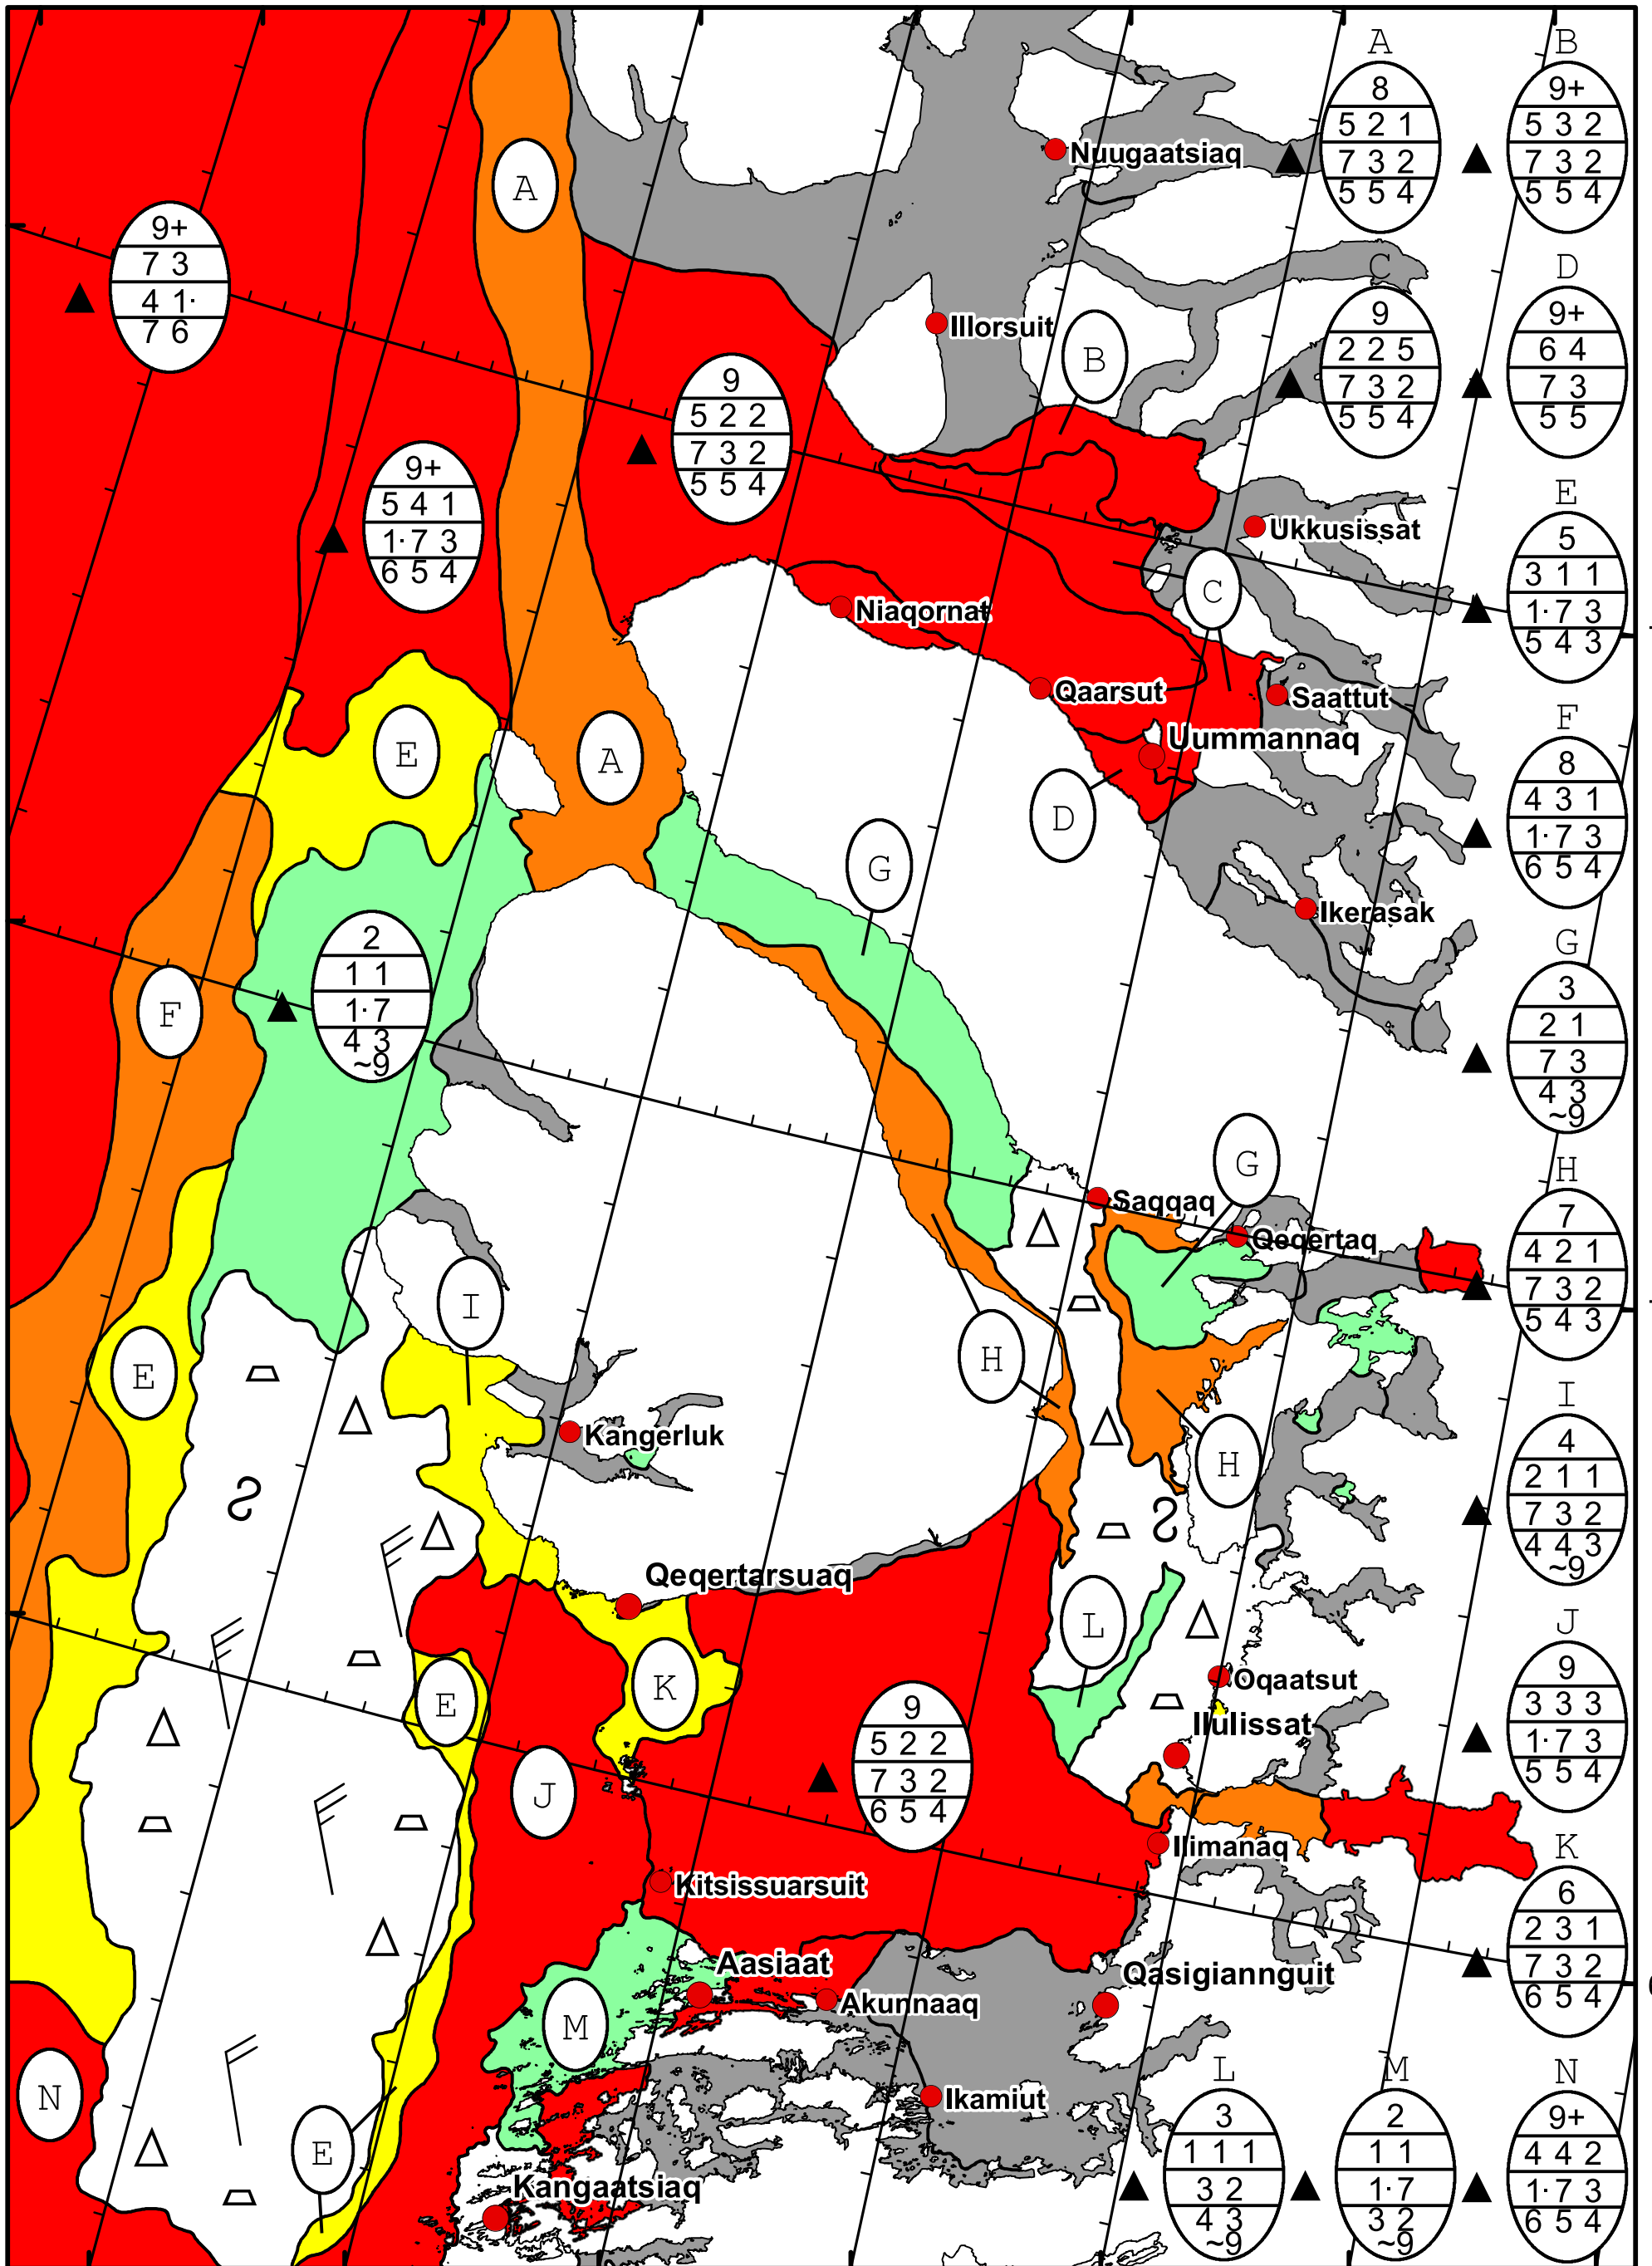 A
B
8
5 2 1
7 3 2
5 5 4
9+
5 3 2
7 3 2
5 5 4
Nuugaatsiaq
A
9+
7 3
4 1·
7 6
C
D
9
2 2 5
7 3 2
5 5 4
9+
6 4
7 3
5 5
Illorsuit
B
9
5 2 2
7 3 2
5 5 4
9+
5 4 1
1·7 3
6 5 4
E
5
3 1 1
1·7 3
5 4 3
Ukkusissat
C
Niaqornat
Qaarsut
Saattut
Uummannaq
E
A
D
F
8
4 3 1
1·7 3
6 5 4
G
Ikerasak
2
1 1
1·7
4 3
~9
F
G
3
2 1
7 3
4 3
~9
G
Saqqaq
Qeqertaq
H
7
4 2 1
7 3 2
5 4 3
I
H
E
Kangerluk
H
I
4
2 1 1
7 3 2
4 4 3
~9
Qeqertarsuaq
L
K
E
Oqaatsut
Ilulissat
J
9
3 3 3
1·7 3
5 5 4
9
5 2 2
7 3 2
6 5 4
J
Ilimanaq
Kitsissuarsuit
K
6
2 3 1
7 3 2
6 5 4
Aasiaat
Akunnaaq
Qasigiannguit
M
N
Ikamiut
E
Kangaatsiaq
L
3
1 1 1
3 2
4 3
~9
M
2
1 1
1·7
3 2
~9
N
9+
4 4 2
1·7 3
6 5 4